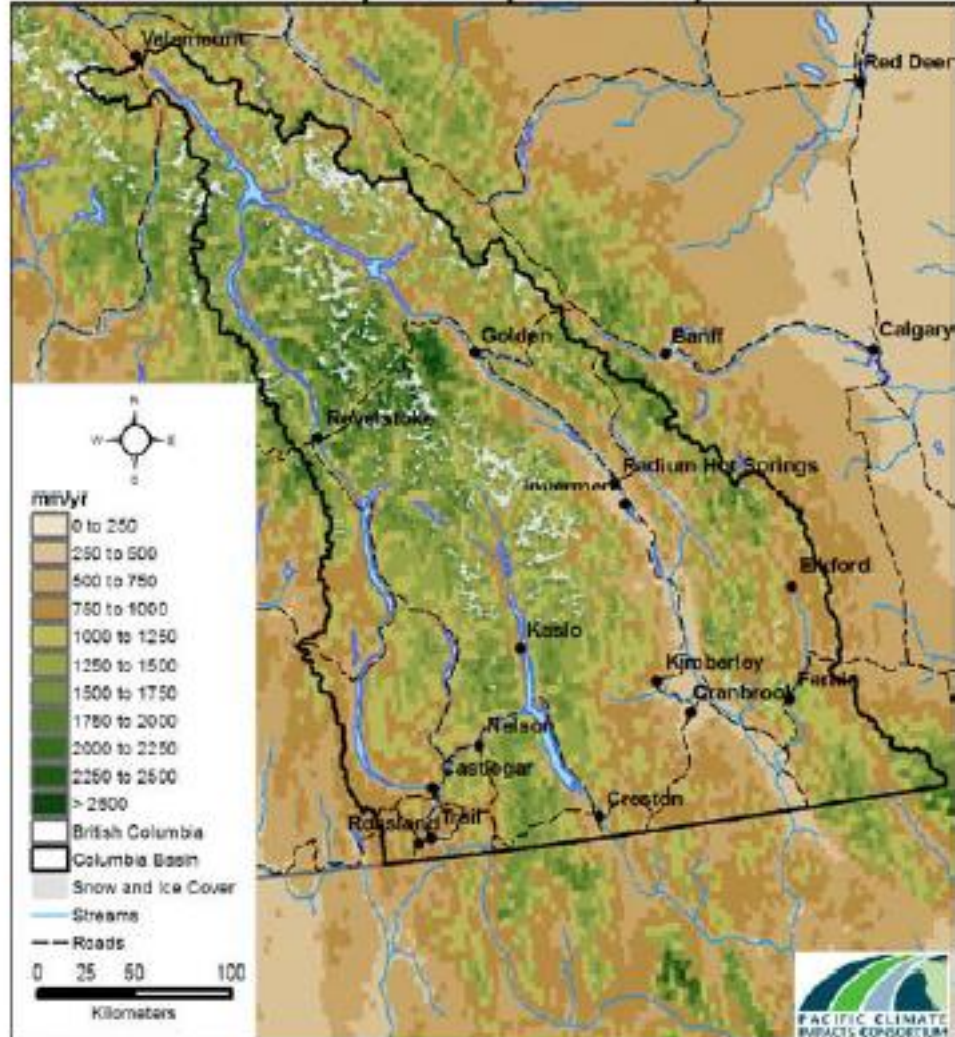 Valemount
Red Deer
Golden
Banff
Calgary
Revelstoke
Radium Hot Springs
Elkford
Kaslo
Kimberley
Cranbrook
Fernie
Nelson
Castlegar
Creston
Rossland
Trail
N
W
E
S
mm/yr
0 to 250
250 to 500
500 to 750
750 to 1000
1000 to 1250
1250 to 1500
1500 to 1750
1750 to 2000
2000 to 2250
2250 to 2500
> 2500
British Columbia
Columbia Basin
Snow and Ice Cover
Streams
Roads
0 25 50 100
Kilometers
PACIFIC CLIMATE
IMPACTS CONSORTIUM